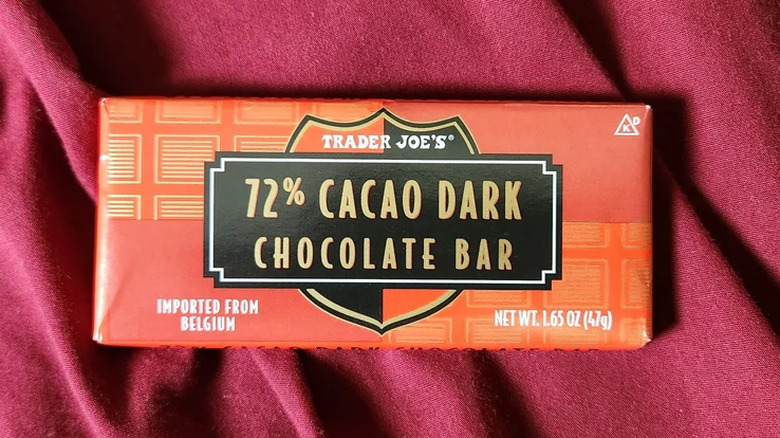 TRADER JOE'S®
72% CACAO DARK
CHOCOLATE BAR
IMPORTED FROM
BELGIUM
NET WT. 1.65 OZ (47g)
K D